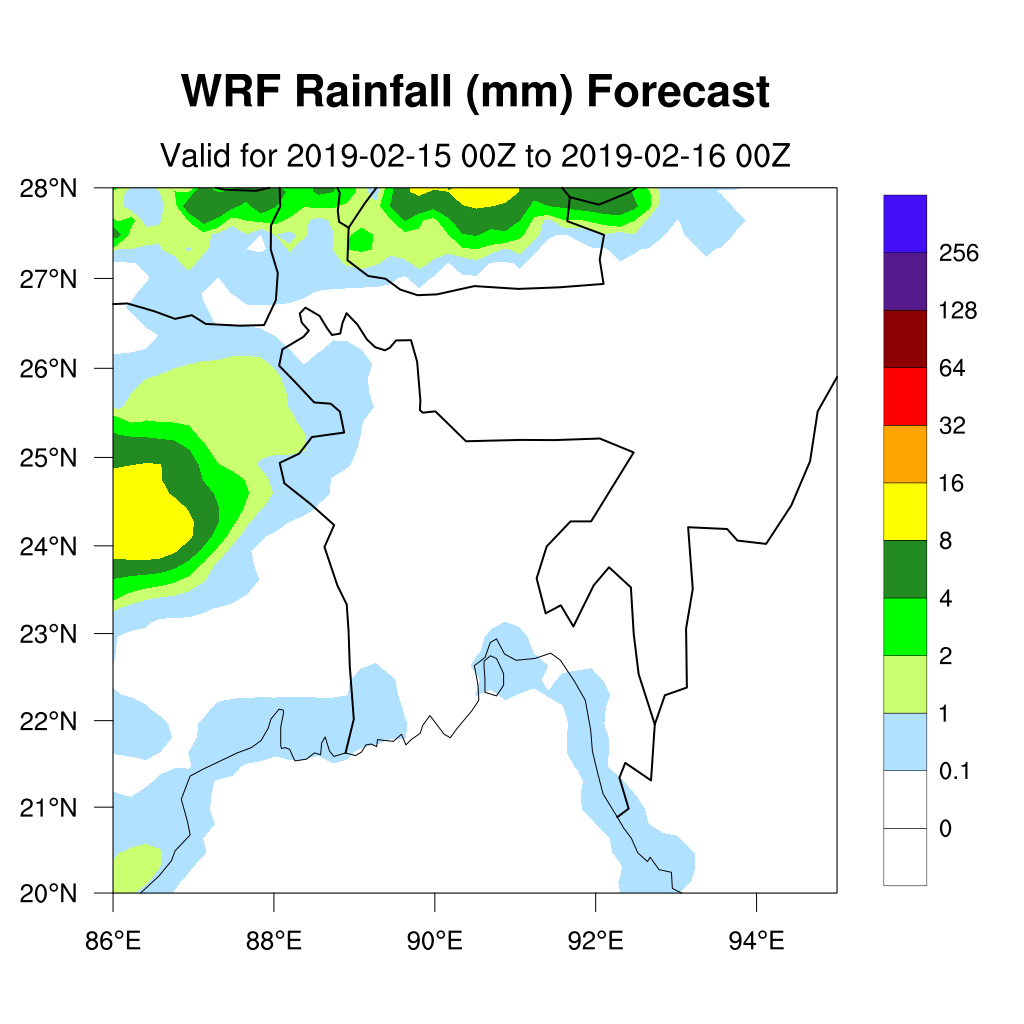 WRF Rainfall (mm) Forecast
Valid for 2019-02-15 00Z to 2019-02-16 00Z
28°N
27°N
26°N
25°N
24°N
23°N
22°N
21°N
20°N
86°E 88°E 90°E 92°E 94°E
256
128
64
32
16
8
4
2
1
0.1
0